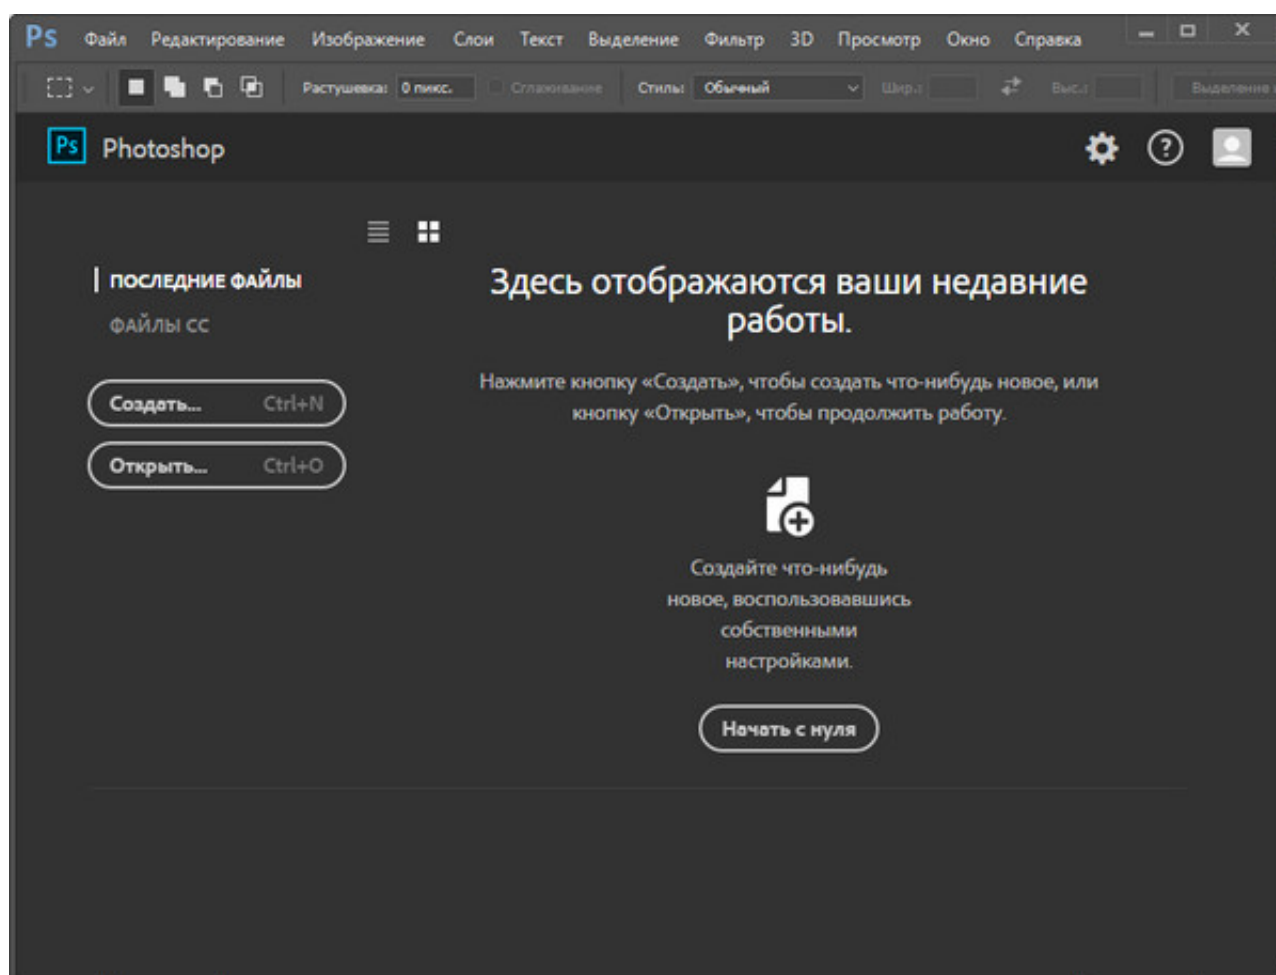 Ps Файл Редактирование Изображение Слои Текст Выделение Фильтр 3D Просмотр Окно Справка
Растушевка: 0 пикс. Сглаживание Стиль: Обычный Шир.: Выс.: Выделение
Ps Photoshop
ПОСЛЕДНИЕ ФАЙЛЫ
ФАЙЛЫ CC
Создать... Ctrl+N
Открыть... Ctrl+O
Здесь отображаются ваши недавние
работы.
Нажмите кнопку «Создать», чтобы создать что-нибудь новое, или
кнопку «Открыть», чтобы продолжить работу.
Создайте что-нибудь
новое, воспользовавшись
собственными
настройками.
Начать с нуля